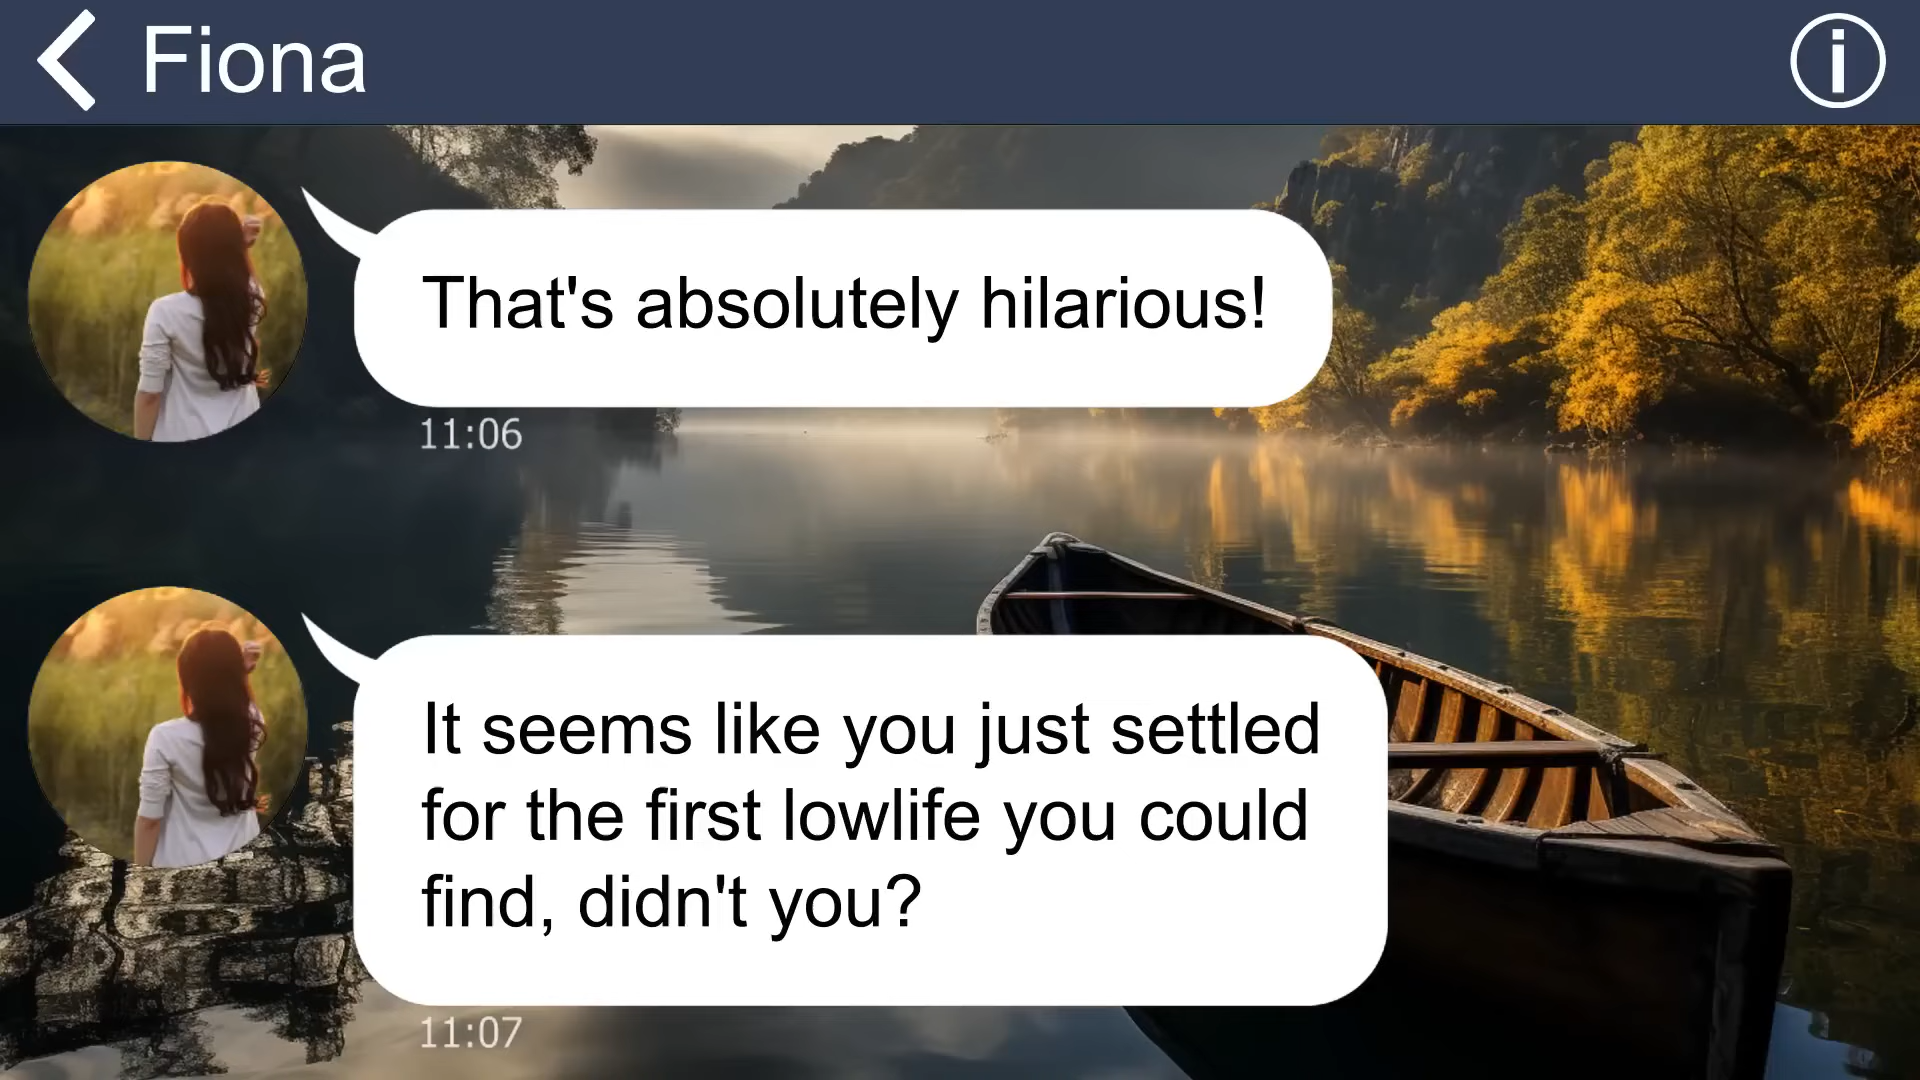 Fiona
That's absolutely hilarious!
11:06
It seems like you just settled
for the first lowlife you could
find, didn't you?
11:07